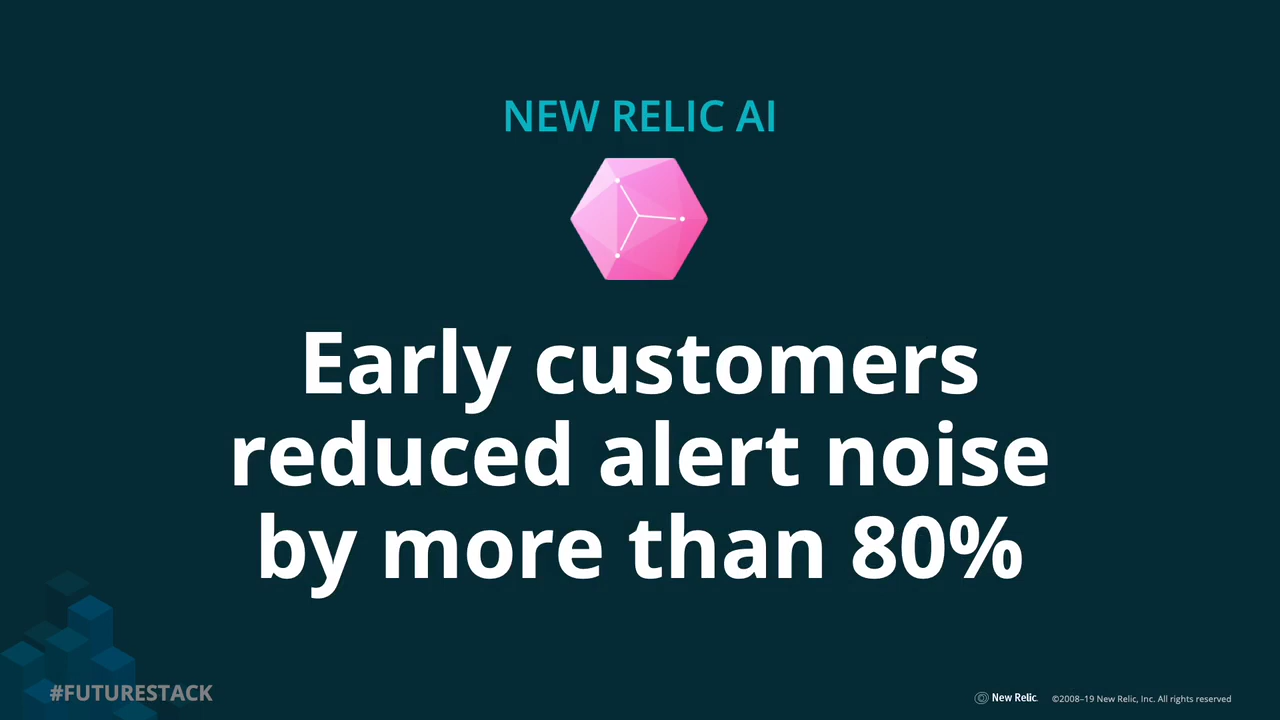 NEW RELIC AI
Early customers
reduced alert noise
by more than 80%
#FUTURESTACK
New Relic. ©2008–19 New Relic, Inc. All rights reserved